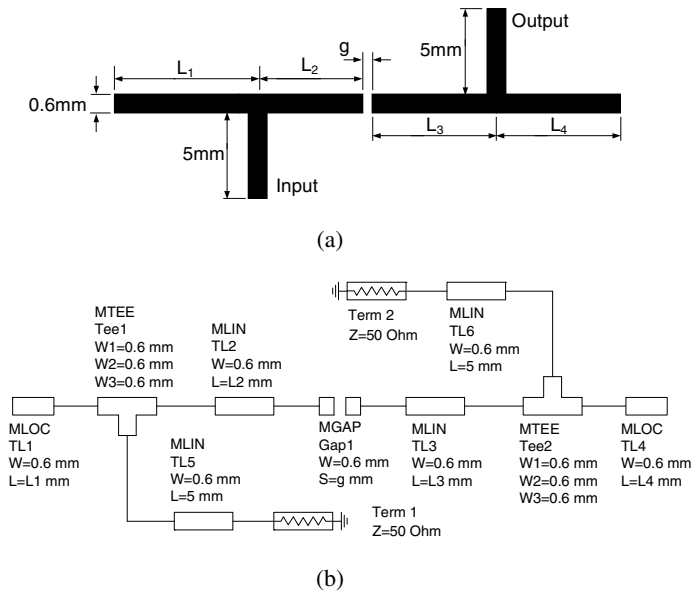 5mm
Output
g
L1
L2
0.6mm
L3
L4
5mm
Input
(a)
Term 2
Z=50 Ohm
MLIN
TL6
W=0.6 mm
L=5 mm
MTEE
Tee1
W1=0.6 mm
W2=0.6 mm
W3=0.6 mm
MLIN
TL2
W=0.6 mm
L=L2 mm
MLOC
TL1
W=0.6 mm
L=L1 mm
MLIN
TL5
W=0.6 mm
L=5 mm
MGAP
Gap1
W=0.6 mm
S=g mm
MLIN
TL3
W=0.6 mm
L=L3 mm
MTEE
Tee2
W1=0.6 mm
W2=0.6 mm
W3=0.6 mm
MLOC
TL4
W=0.6 mm
L=L4 mm
Term 1
Z=50 Ohm
(b)